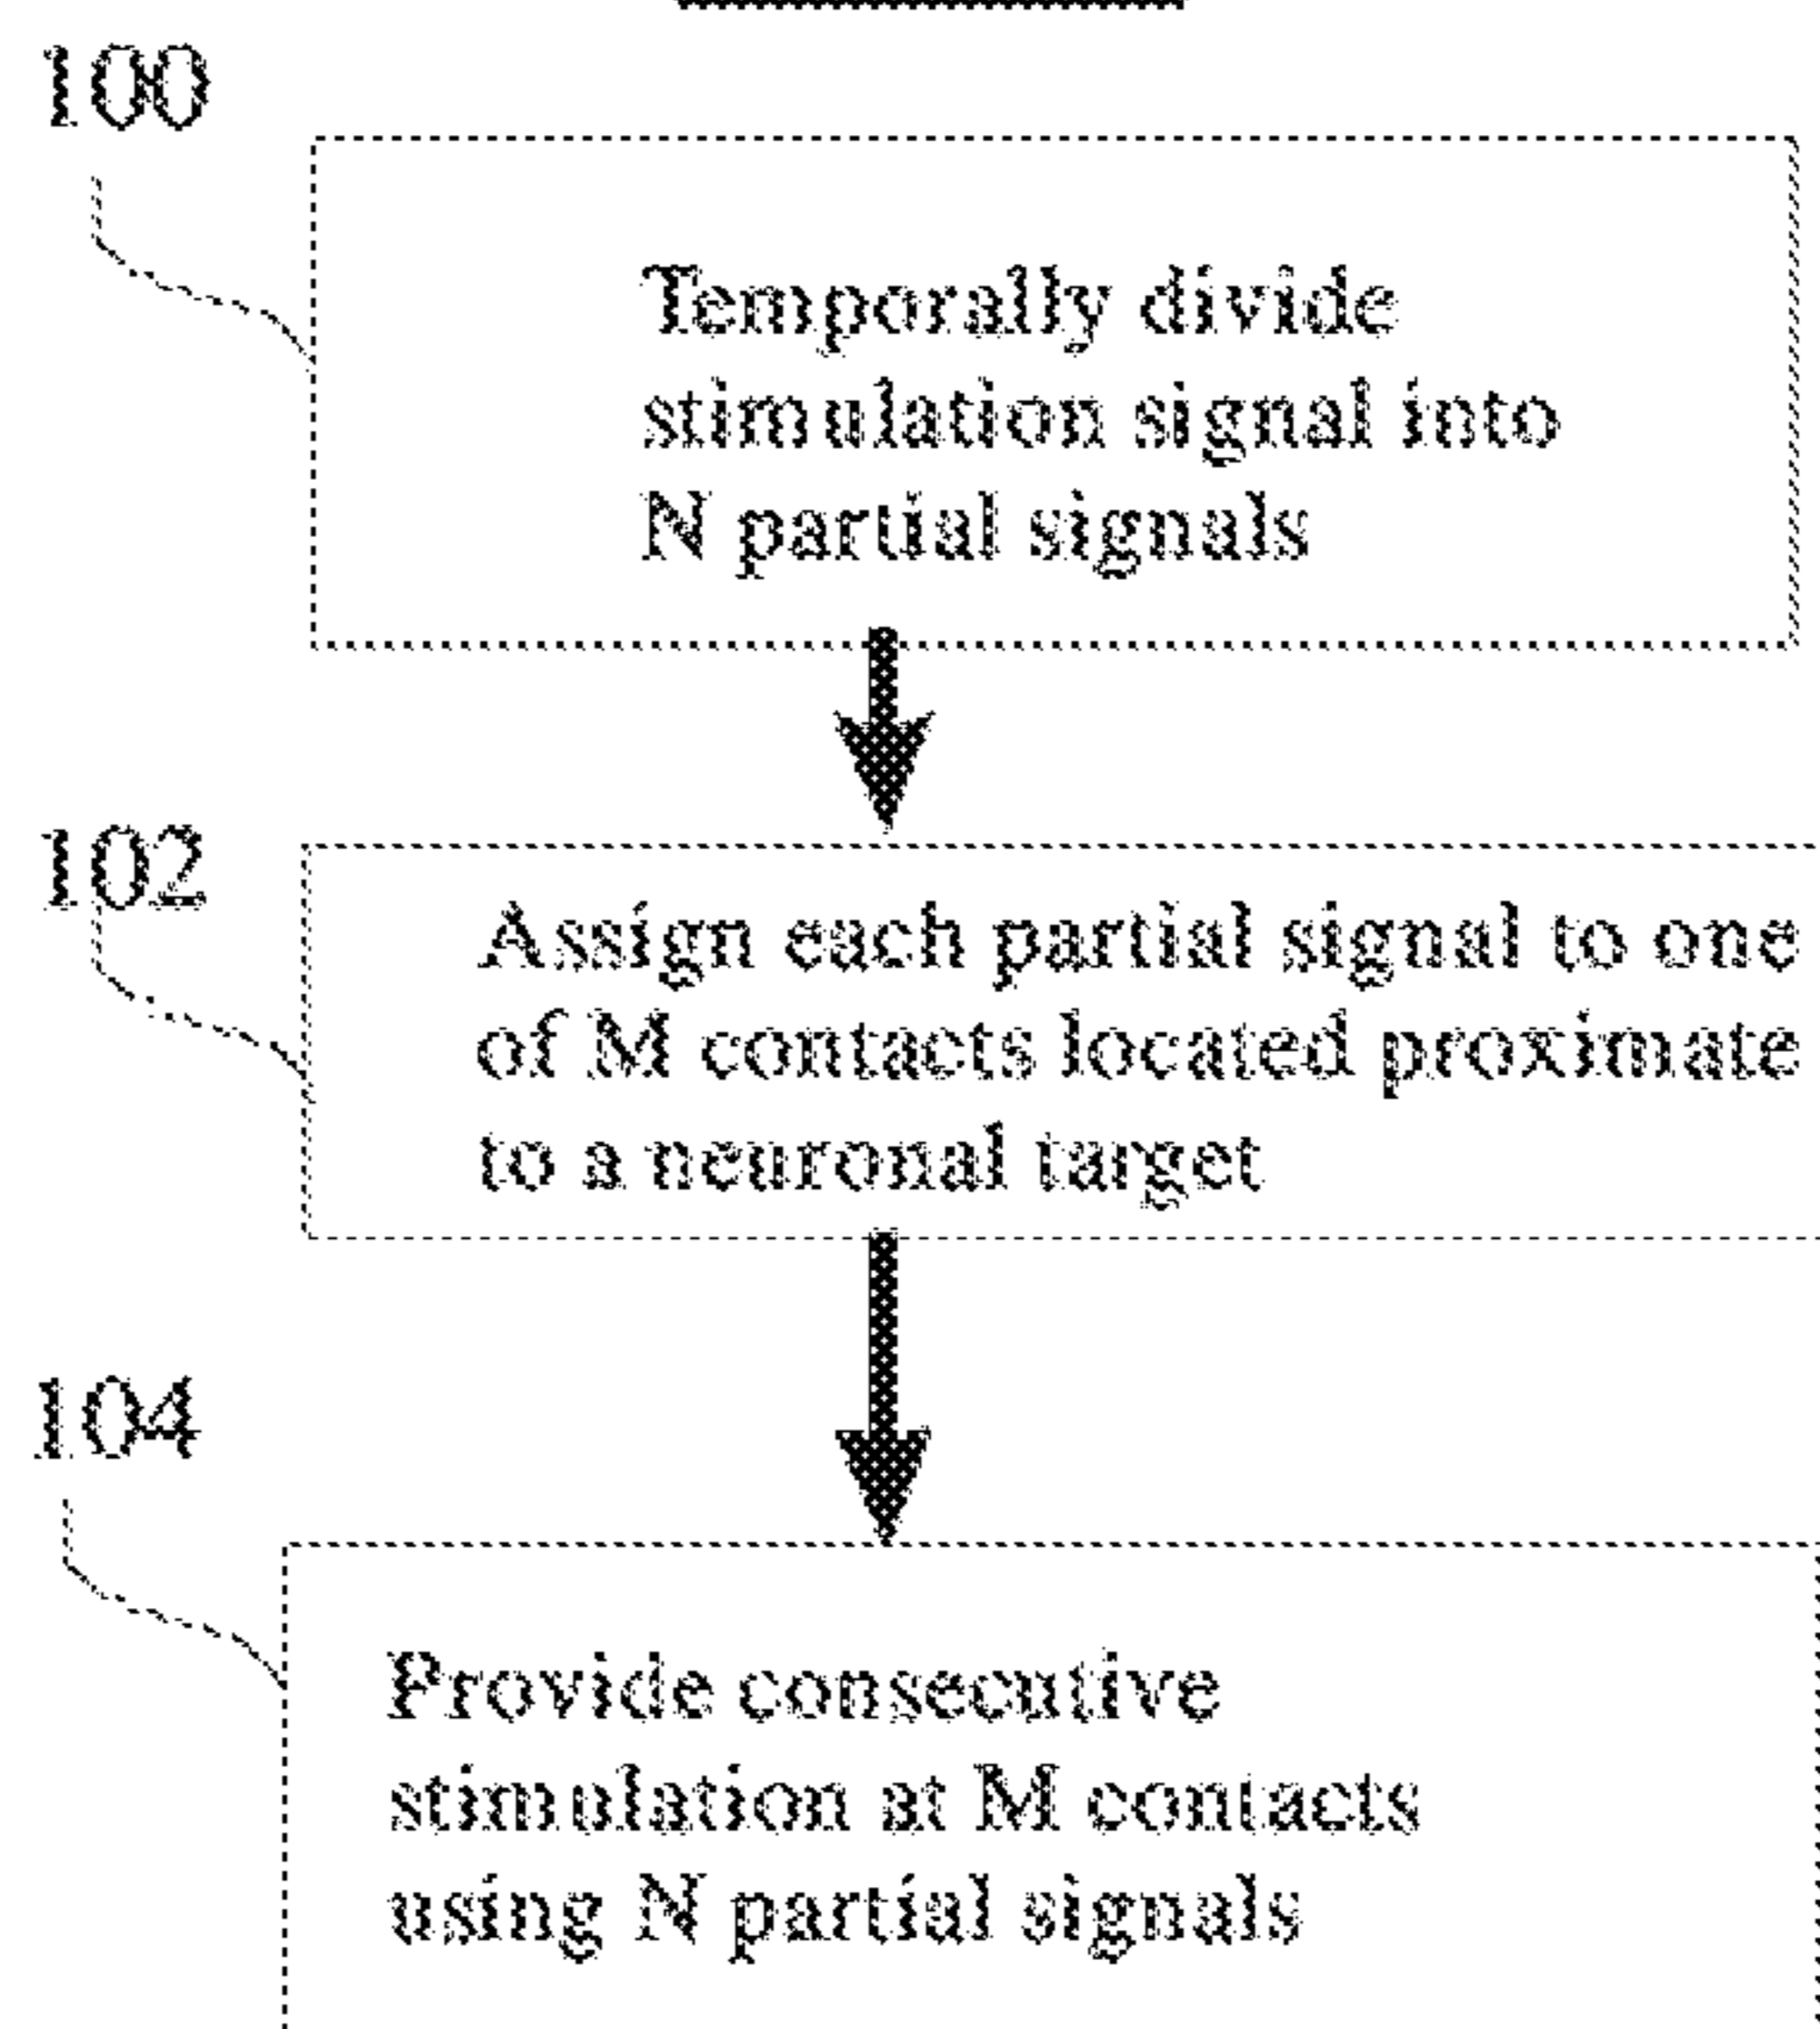 100
Temporally divide
stimulation signal into
N partial signals
102
Assign each partial signal to one
of M contacts located proximate
to a neuronal target
104
Provide consecutive
stimulation at M contacts
using N partial signals